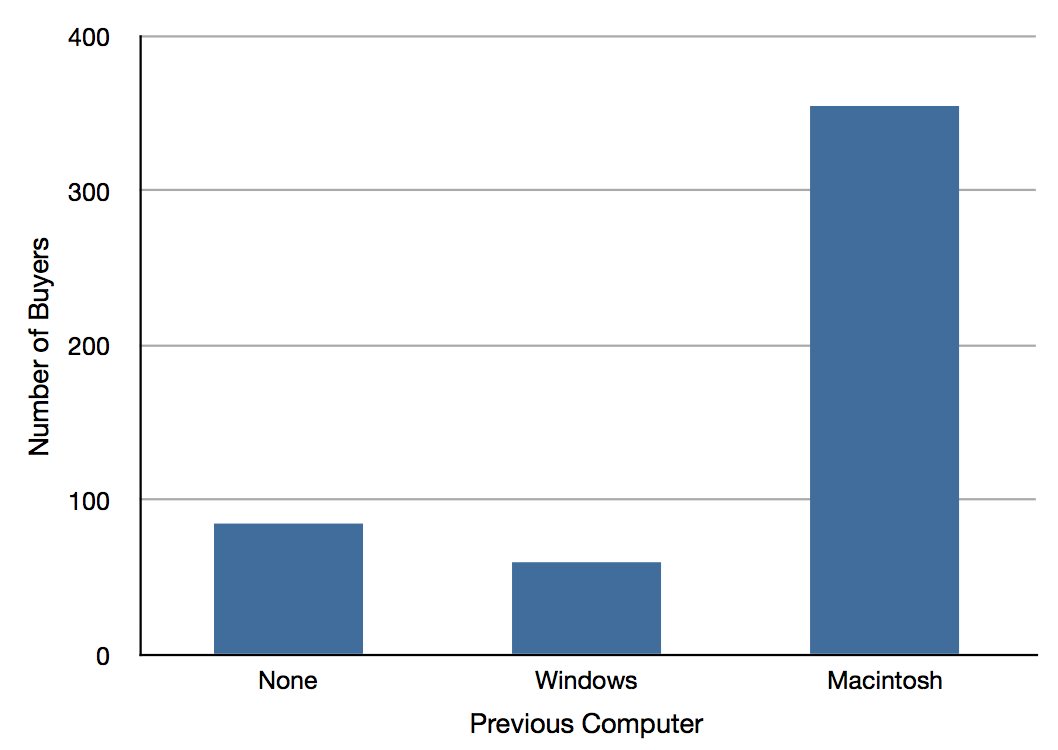 400
300
200
100
0
Number of Buyers
None
Windows
Macintosh
Previous Computer